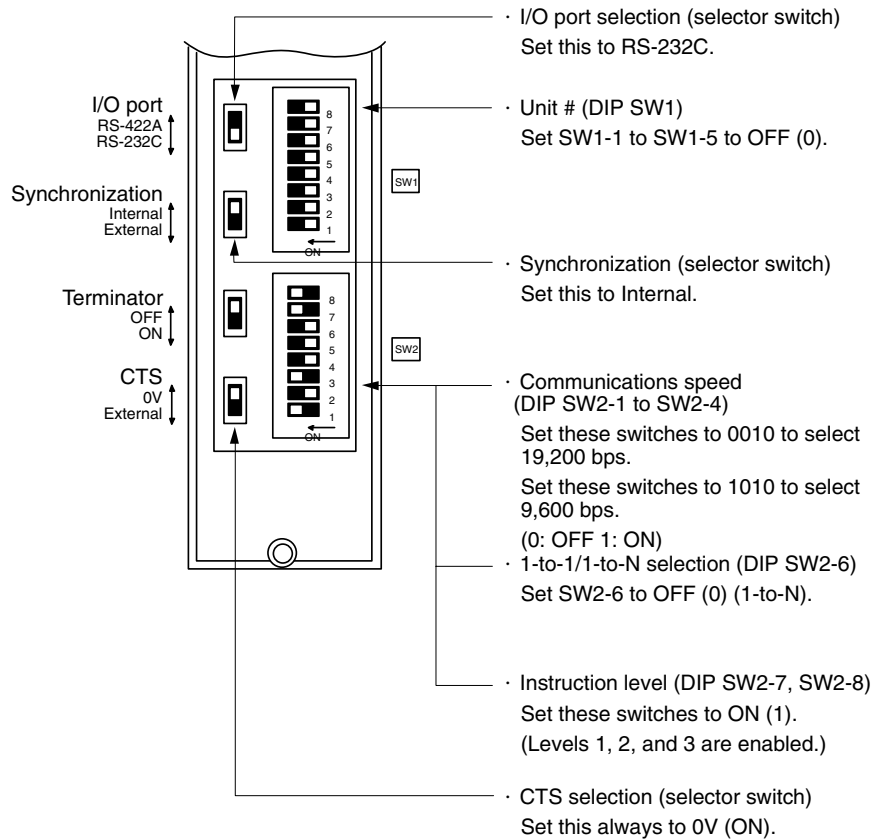 I/O port
RS-422A
RS-232C
Synchronization
Internal
External
Terminator
OFF
ON
CTS
0V
External
8
7
6
5
4
3
2
1
ON
SW1
8
7
6
5
4
3
2
1
ON
SW2
· I/O port selection (selector switch)
Set this to RS-232C.
· Unit # (DIP SW1)
Set SW1-1 to SW1-5 to OFF (0).
· Synchronization (selector switch)
Set this to Internal.
· Communications speed
(DIP SW2-1 to SW2-4)
Set these switches to 0010 to select
19,200 bps.
Set these switches to 1010 to select
9,600 bps.
(0: OFF 1: ON)
· 1-to-1/1-to-N selection (DIP SW2-6)
Set SW2-6 to OFF (0) (1-to-N).
· Instruction level (DIP SW2-7, SW2-8)
Set these switches to ON (1).
(Levels 1, 2, and 3 are enabled.)
· CTS selection (selector switch)
Set this always to 0V (ON).